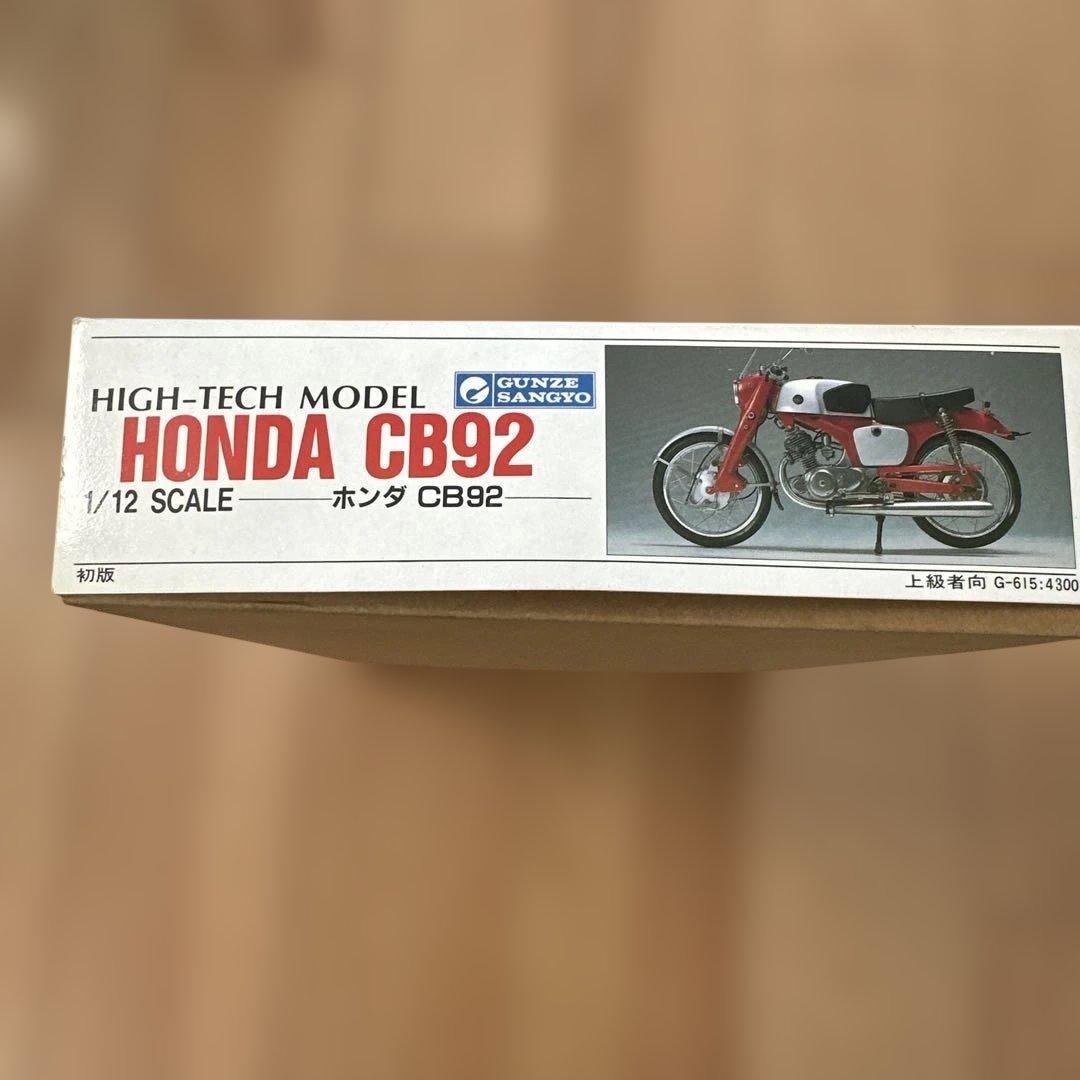 HIGH-TECH MODEL
GUNZE
SANGYO
HONDA CB92
1/12 SCALE
ホンダ CB92
初版
上級者向 G-615:4300